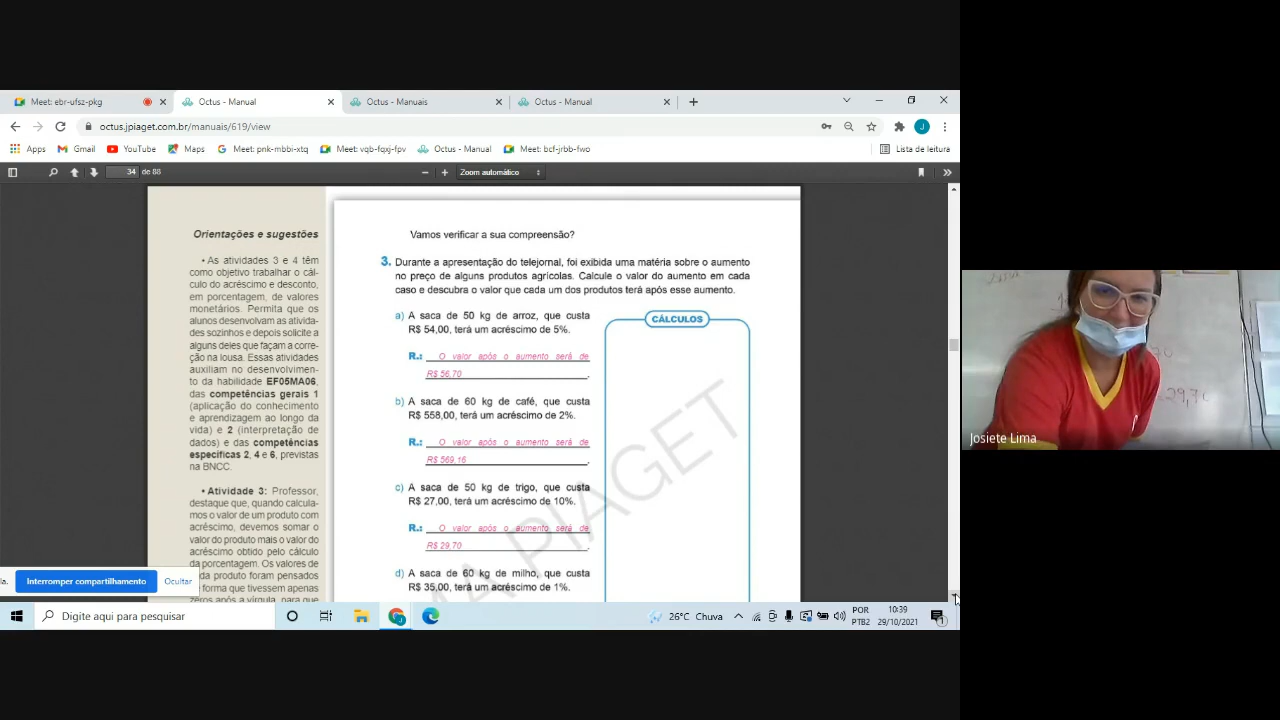 Meet: ebr-ufsz-pkg
Octus - Manual
Octus - Manuais
Octus - Manual
octus.jpiaget.com.br/manuais/619/view
Apps
Gmail
YouTube
Maps
Meet: pnk-mbbi-xtq
Meet: vqb-fqxj-fpv
Octus - Manual
Meet: bcf-jrbb-fwo
Lista de leitura
34 de 88
Zoom automático
Orientações e sugestões
• As atividades 3 e 4 têm
como objetivo trabalhar o cál-
culo do acréscimo e desconto,
em porcentagem, de valores
monetários. Permita que os
alunos desenvolvam as ativida-
des sozinhos e depois solicite a
alguns deles que façam a corre-
ção na lousa. Essas atividades
auxiliam no desenvolvimen-
to da habilidade EF05MA06,
das competências gerais 1
(aplicação do conhecimento
e aprendizagem ao longo da
vida) e 2 (interpretação de
dados) e das competências
específicas 2, 4 e 6, previstas
na BNCC.
• Atividade 3: Professor,
destaque que, quando calcula-
mos o valor de um produto com
acréscimo, devemos somar o
valor do produto mais o valor do
acréscimo obtido pelo cálculo
da porcentagem. Os valores de
da produto foram pensados
forma que tivessem apenas
zeros após a vírgula, para que
Vamos verificar a sua compreensão?
3. Durante a apresentação do telejornal, foi exibida uma matéria sobre o aumento
no preço de alguns produtos agrícolas. Calcule o valor do aumento em cada
caso e descubra o valor que cada um dos produtos terá após esse aumento.
a) A saca de 50 kg de arroz, que custa
R$ 54,00, terá um acréscimo de 5%.
R.: O valor após o aumento será de
R$ 56,70.
b) A saca de 60 kg de café, que custa
R$ 558,00, terá um acréscimo de 2%.
R.: O valor após o aumento será de
R$ 569,16.
c) A saca de 50 kg de trigo, que custa
R$ 27,00, terá um acréscimo de 10%.
R.: O valor após o aumento será de
R$ 29,70.
d) A saca de 60 kg de milho, que custa
R$ 35,00, terá um acréscimo de 1%.
CÁLCULOS
MA PIAGET
la.
Interromper compartilhamento
Ocultar
Digite aqui para pesquisar
26°C Chuva
POR
PTB2
10:39
29/10/2021
1
Josiete Lima